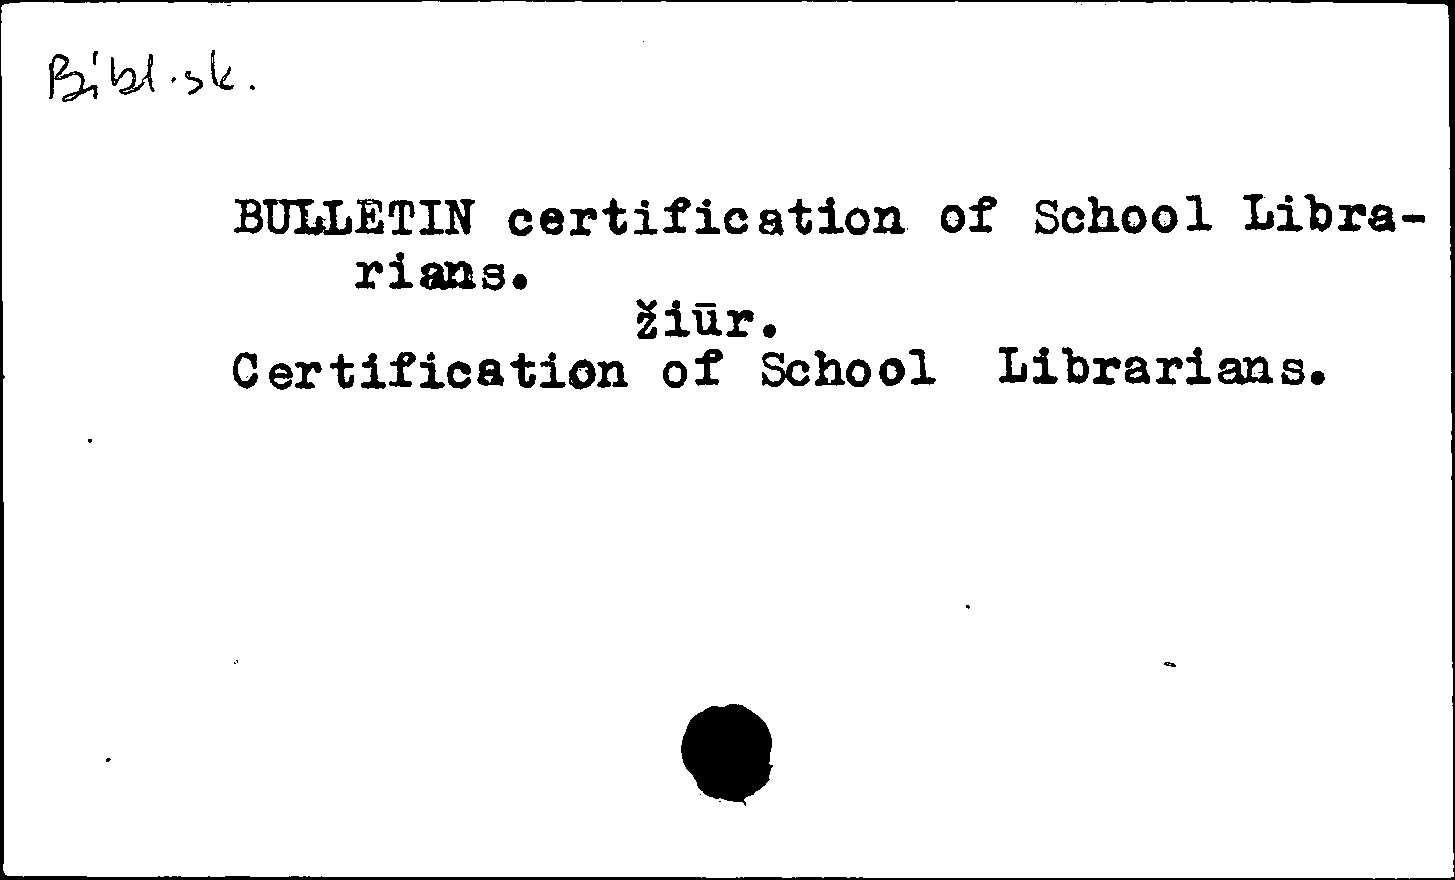 Bibl.sk.
BULLETIN certification of School Libra-
rians.
žiūr.
Certification of School Librarians.